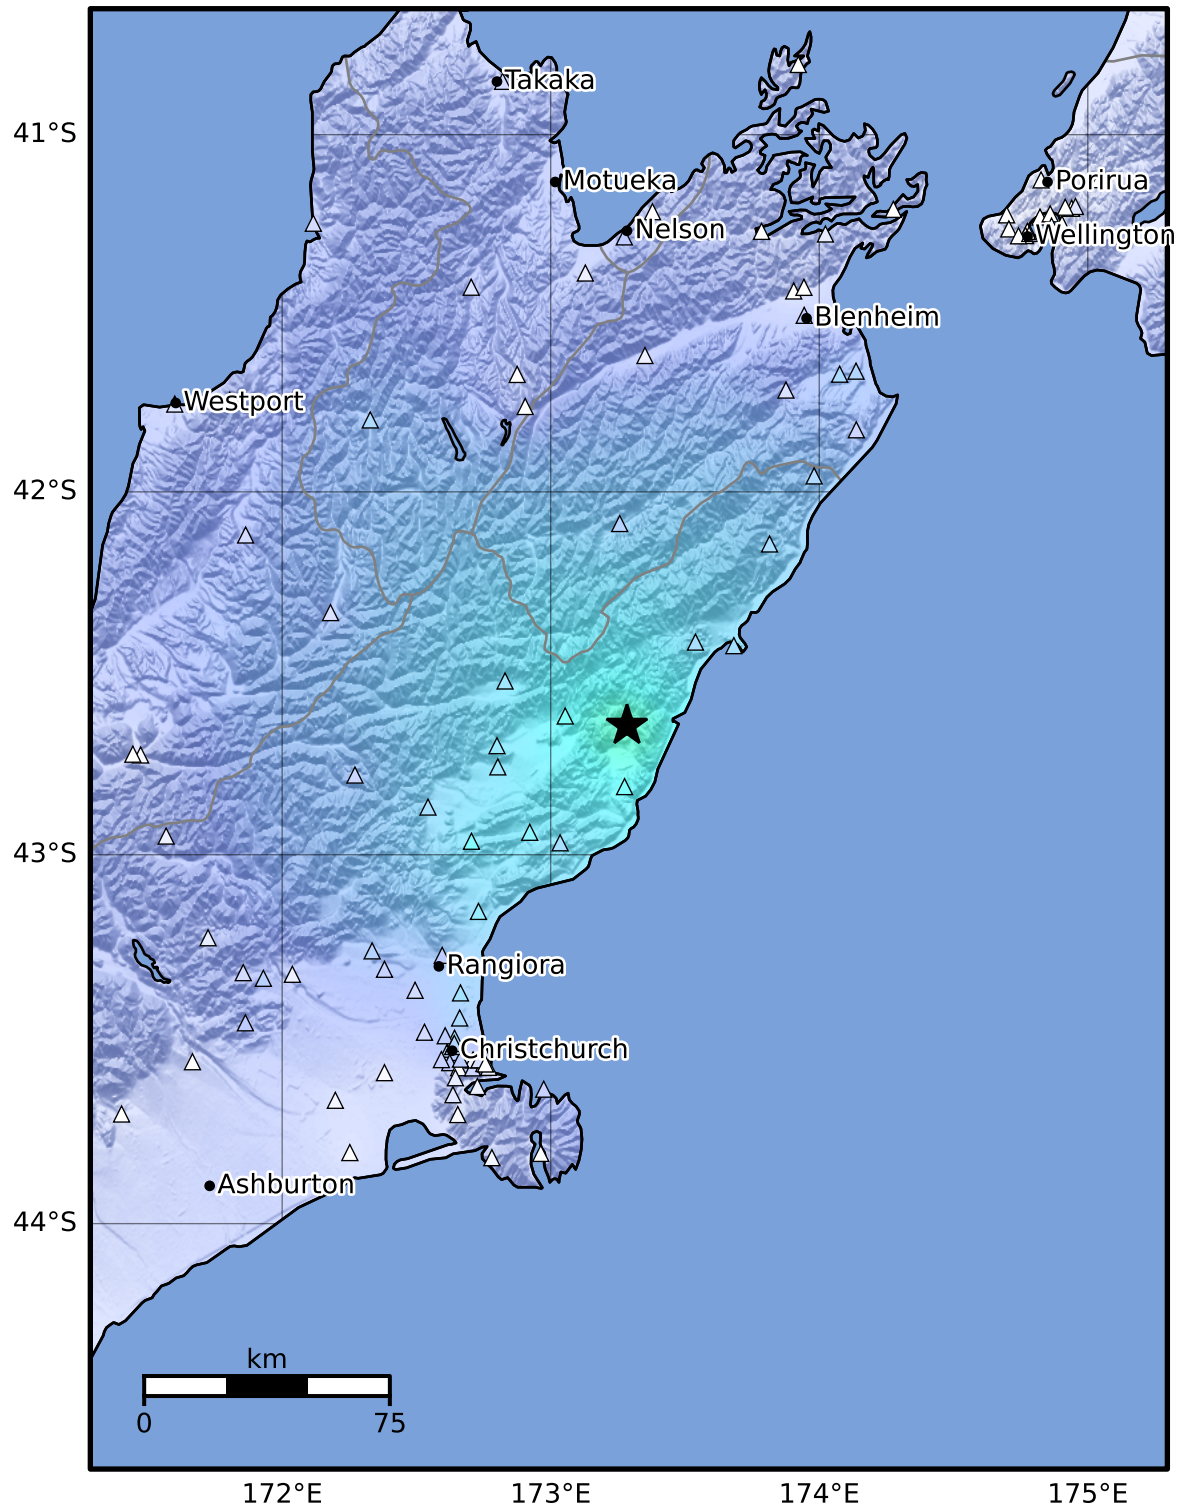 Takaka
41°S
Motueka
Porirua
Nelson
Wellington
Blenheim
Westport
42°S
43°S
Rangiora
Christchurch
Ashburton
44°S
km
0 75
172°E 173°E 174°E 175°E